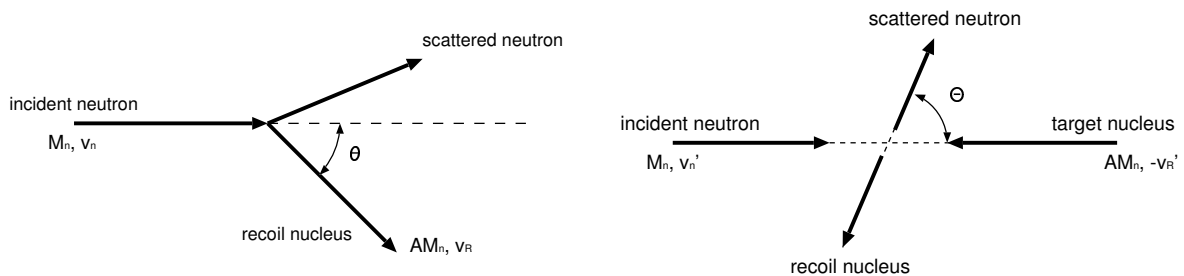 scattered neutron
incident neutron
Mn, vn
θ
recoil nucleus
AMn, vR
scattered neutron
Θ
incident neutron
target nucleus
Mn, vn'
AMn, -vR'
recoil nucleus